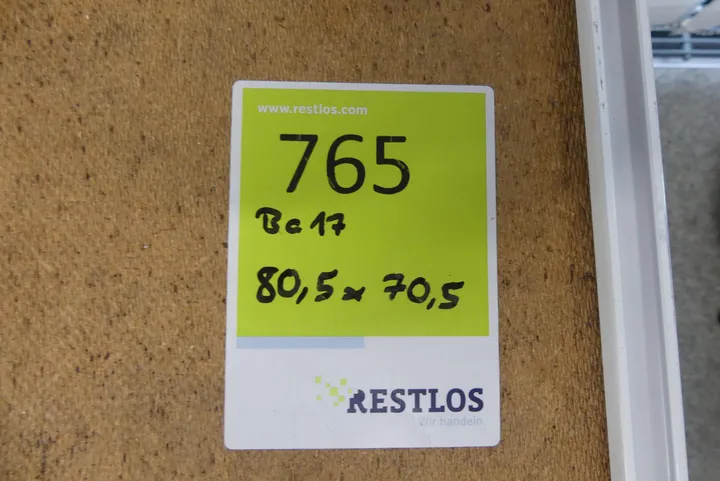 www.restlos.com
765
Ba 17
80,5 x 70,5
RESTLOS
Wir handeln.